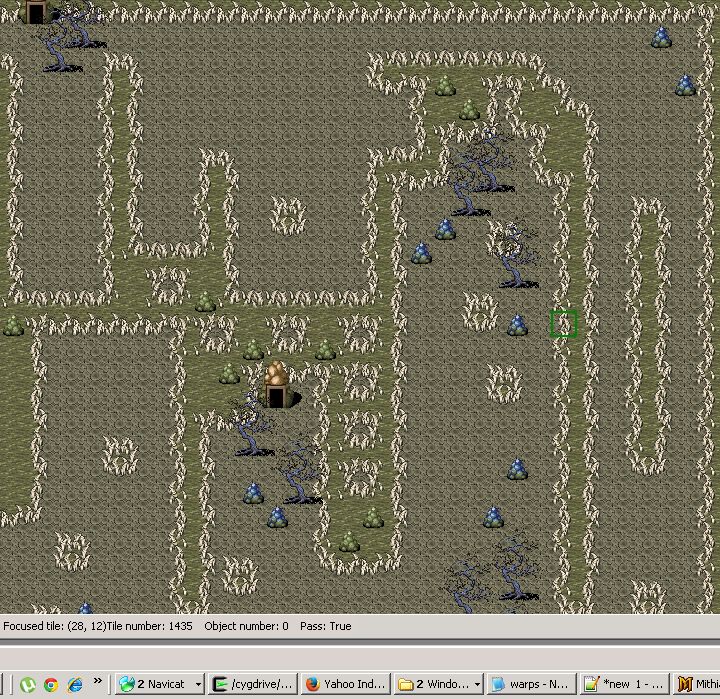 Focused tile: (28, 12)Tile number: 1435 Object number: 0 Pass: True
» 2 Navicat /cygdrive/... Yahoo Ind... 2 Windo... warps - N... *new 1 - ... Mithia